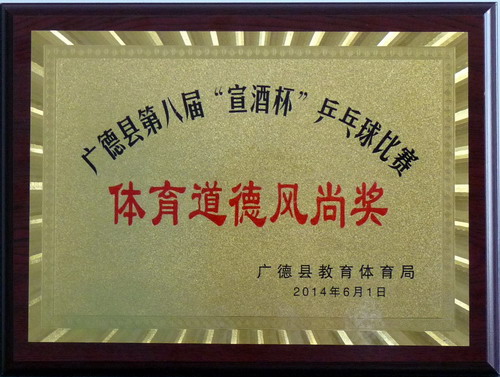 广德县第八届“宣酒杯”乒乓球比赛
体育道德风尚奖
广德县教育体育局
2014年6月1日